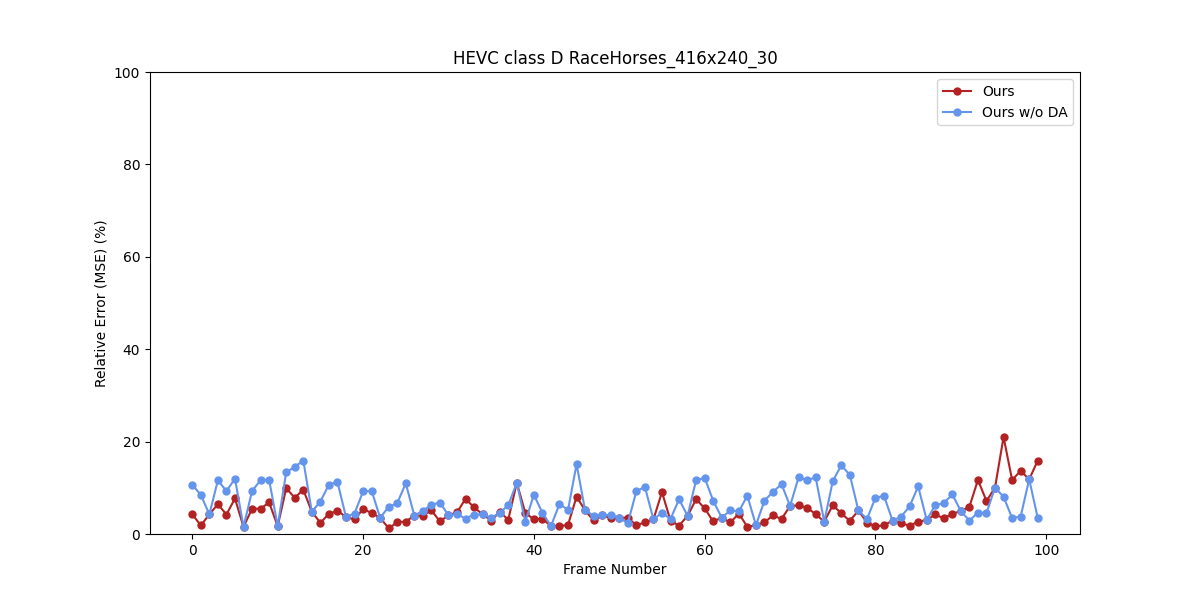 HEVC class D RaceHorses_416x240_30
Ours
Ours w/o DA
Relative Error (MSE) (%)
100
80
60
40
20
0
0 20 40 60 80 100
Frame Number